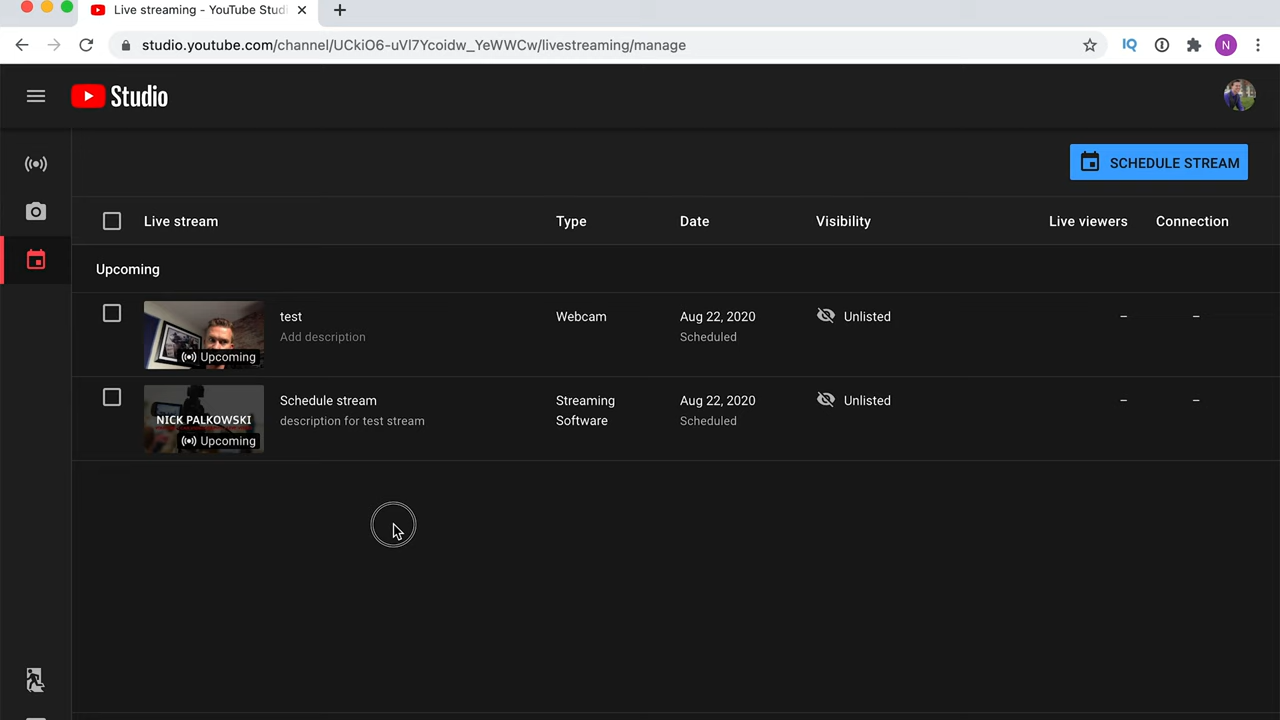 Live streaming - YouTube Studi
studio.youtube.com/channel/UCkiO6-uVl7Ycoidw_YeWWCw/livestreaming/manage
IQ
N
Studio
SCHEDULE STREAM
Live stream Type Date Visibility Live viewers Connection
Upcoming
test Webcam Aug 22, 2020 Unlisted – –
Add description Scheduled
Upcoming
Schedule stream Streaming Aug 22, 2020 Unlisted – –
description for test stream Software Scheduled
NICK PALKOWSKI
Upcoming